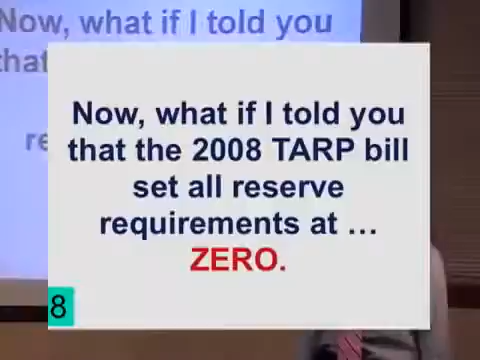 Now, what if I told you
that
re
Now, what if I told you
that the 2008 TARP bill
set all reserve
requirements at …
ZERO.
8